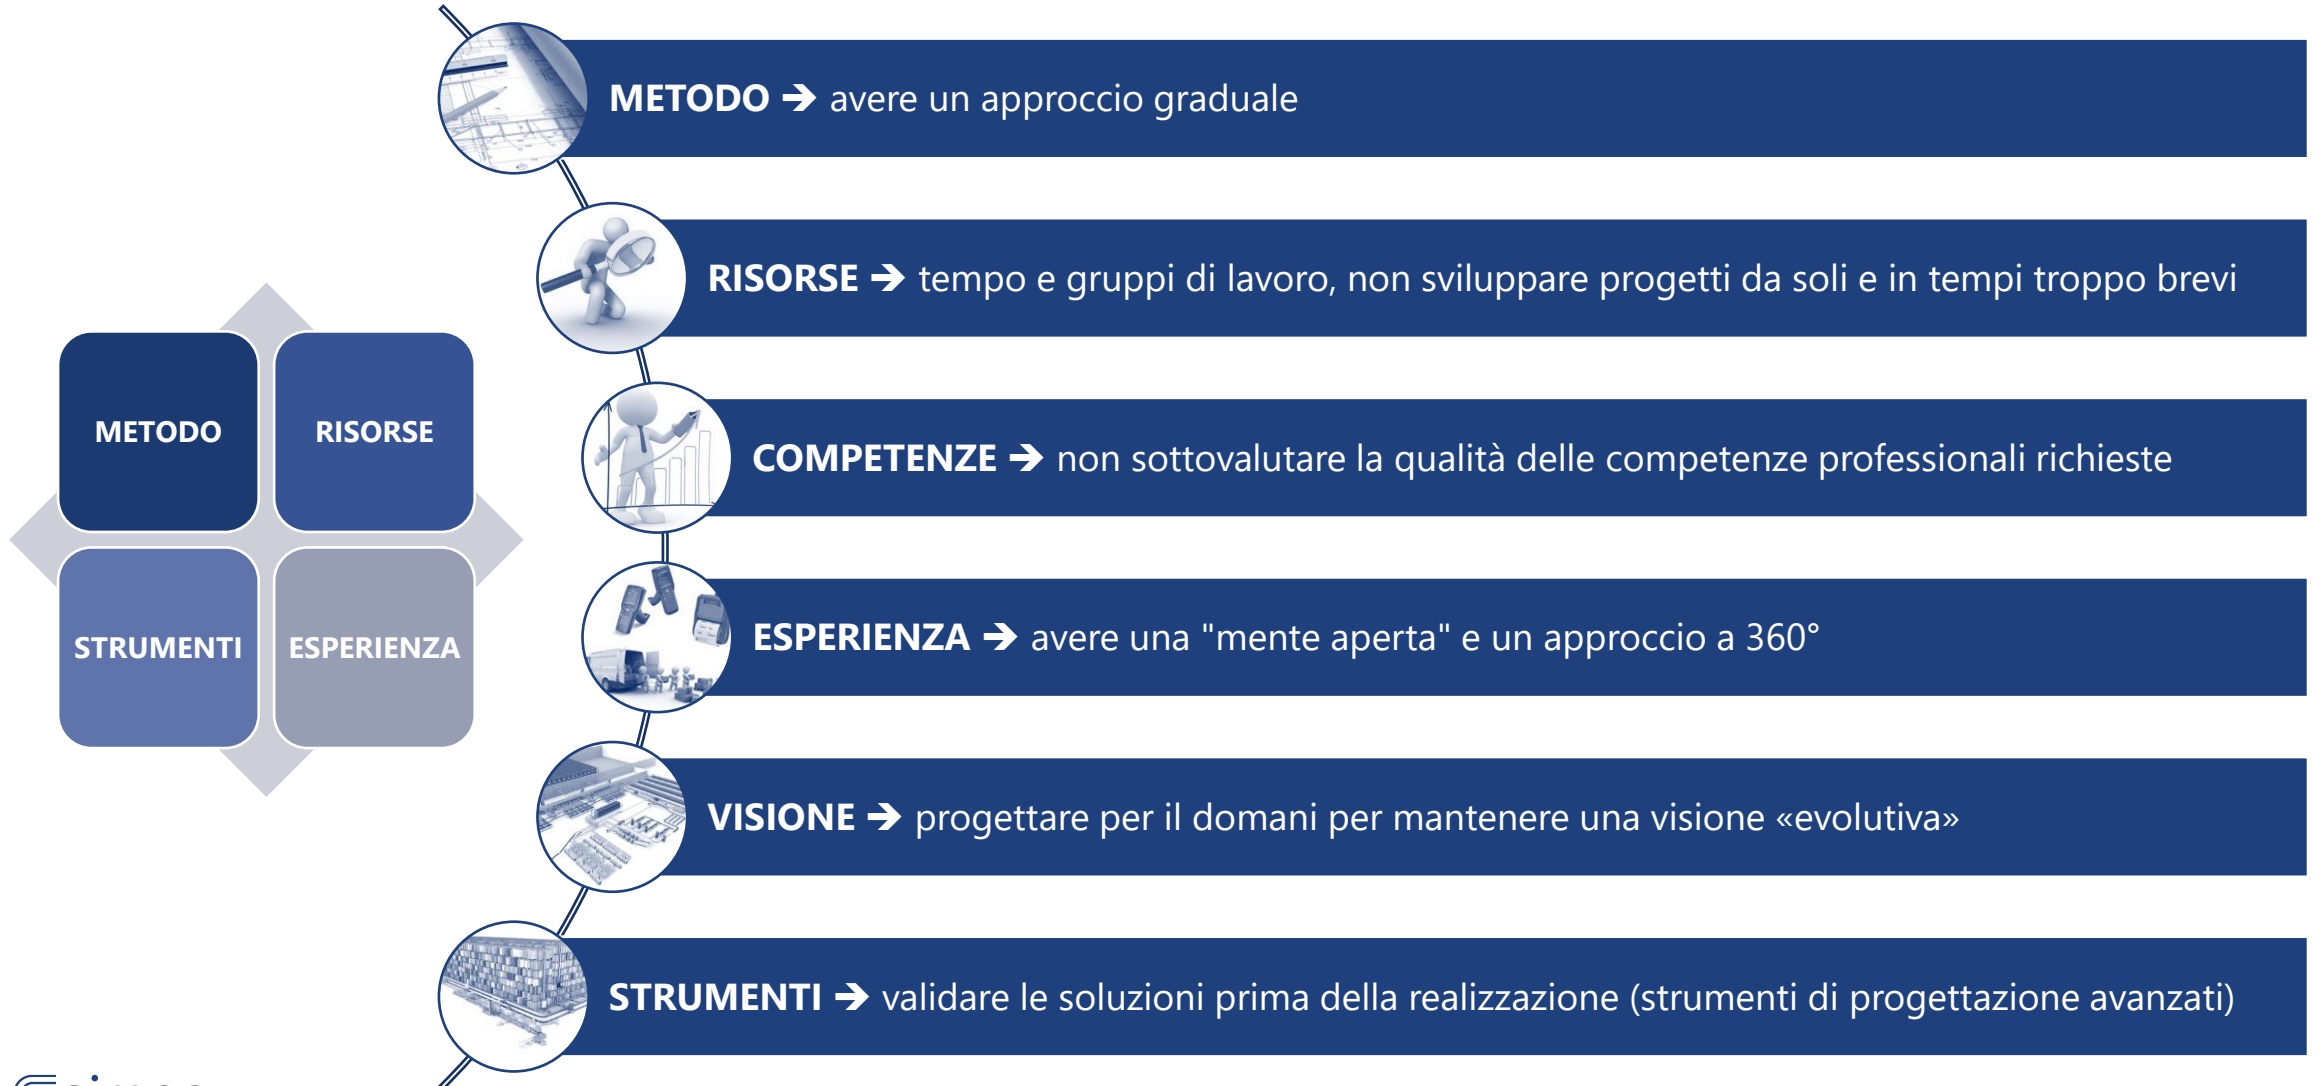 METODO ➔ avere un approccio graduale
RISORSE ➔ tempo e gruppi di lavoro, non sviluppare progetti da soli e in tempi troppo brevi
METODO
RISORSE
COMPETENZE ➔ non sottovalutare la qualità delle competenze professionali richieste
STRUMENTI
ESPERIENZA
ESPERIENZA ➔ avere una "mente aperta" e un approccio a 360°
VISIONE ➔ progettare per il domani per mantenere una visione «evolutiva»
STRUMENTI ➔ validare le soluzioni prima della realizzazione (strumenti di progettazione avanzati)